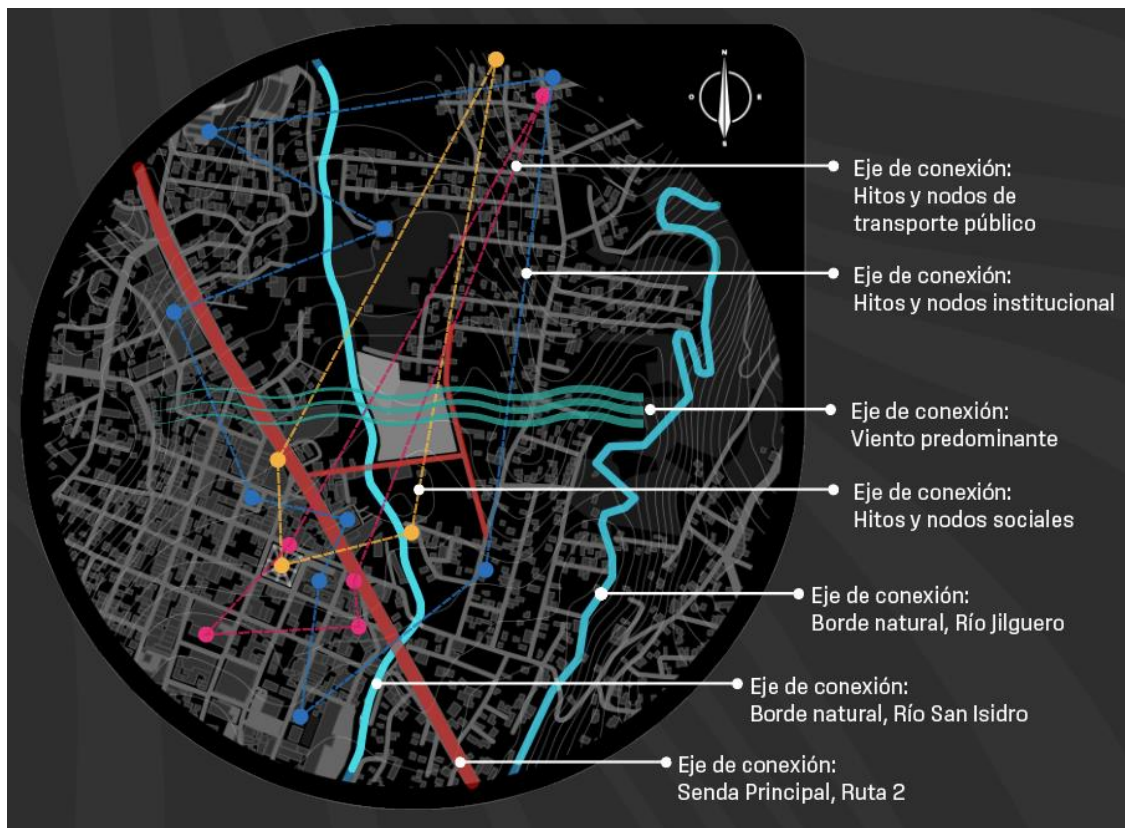 N
O
E
S
Eje de conexión:
Hitos y nodos de
transporte público
Eje de conexión:
Hitos y nodos institucional
Eje de conexión:
Viento predominante
Eje de conexión:
Hitos y nodos sociales
Eje de conexión:
Borde natural, Río Jilguero
Eje de conexión:
Borde natural, Río San Isidro
Eje de conexión:
Senda Principal, Ruta 2